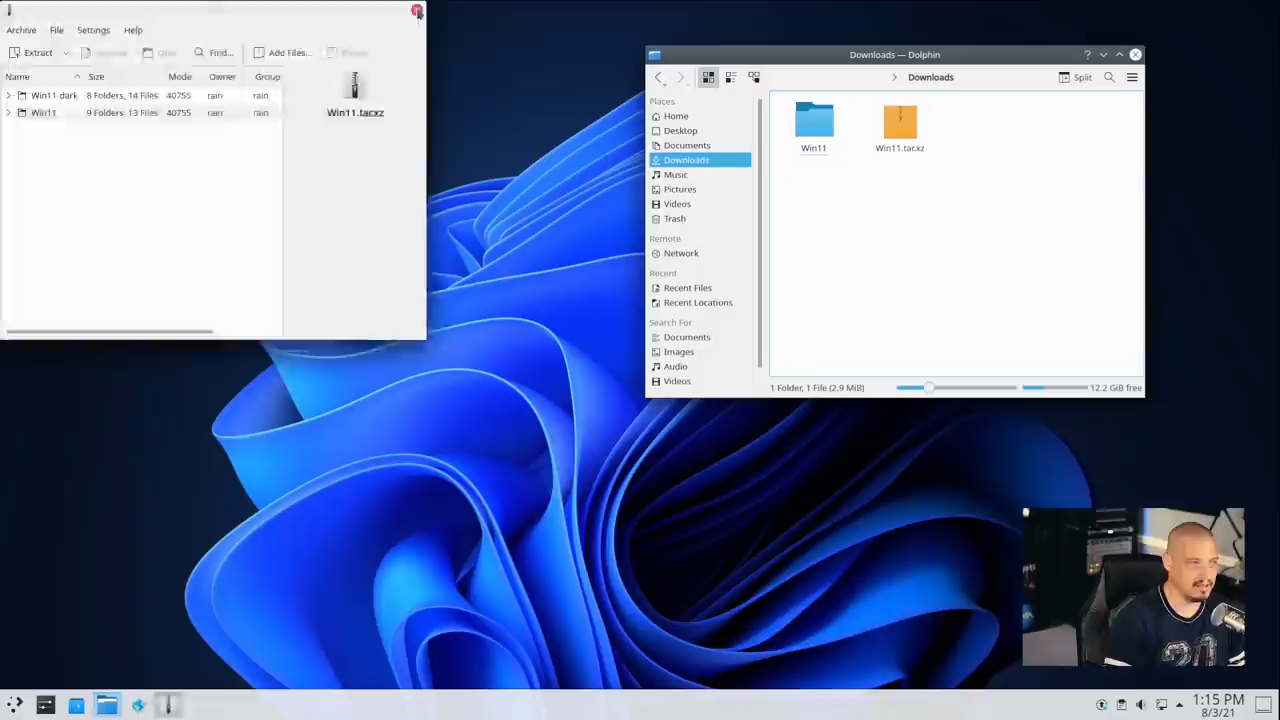 Archive File Settings Help
Extract Find... Add Files...
Name Size Mode Owner Group
Win11 dark 8 Folders, 14 Files 40755 rain rain
Win11 9 Folders, 13 Files 40755 rain rain
Win11.tar.xz
Downloads — Dolphin
Downloads Split
Places
Home
Desktop
Documents
Downloads
Music
Pictures
Videos
Trash
Remote
Network
Recent
Recent Files
Recent Locations
Search For
Documents
Images
Audio
Videos
Win11 Win11.tar.xz
1 Folder, 1 File (2.9 MiB) 12.2 GiB free
21
1:15 PM
8/3/21